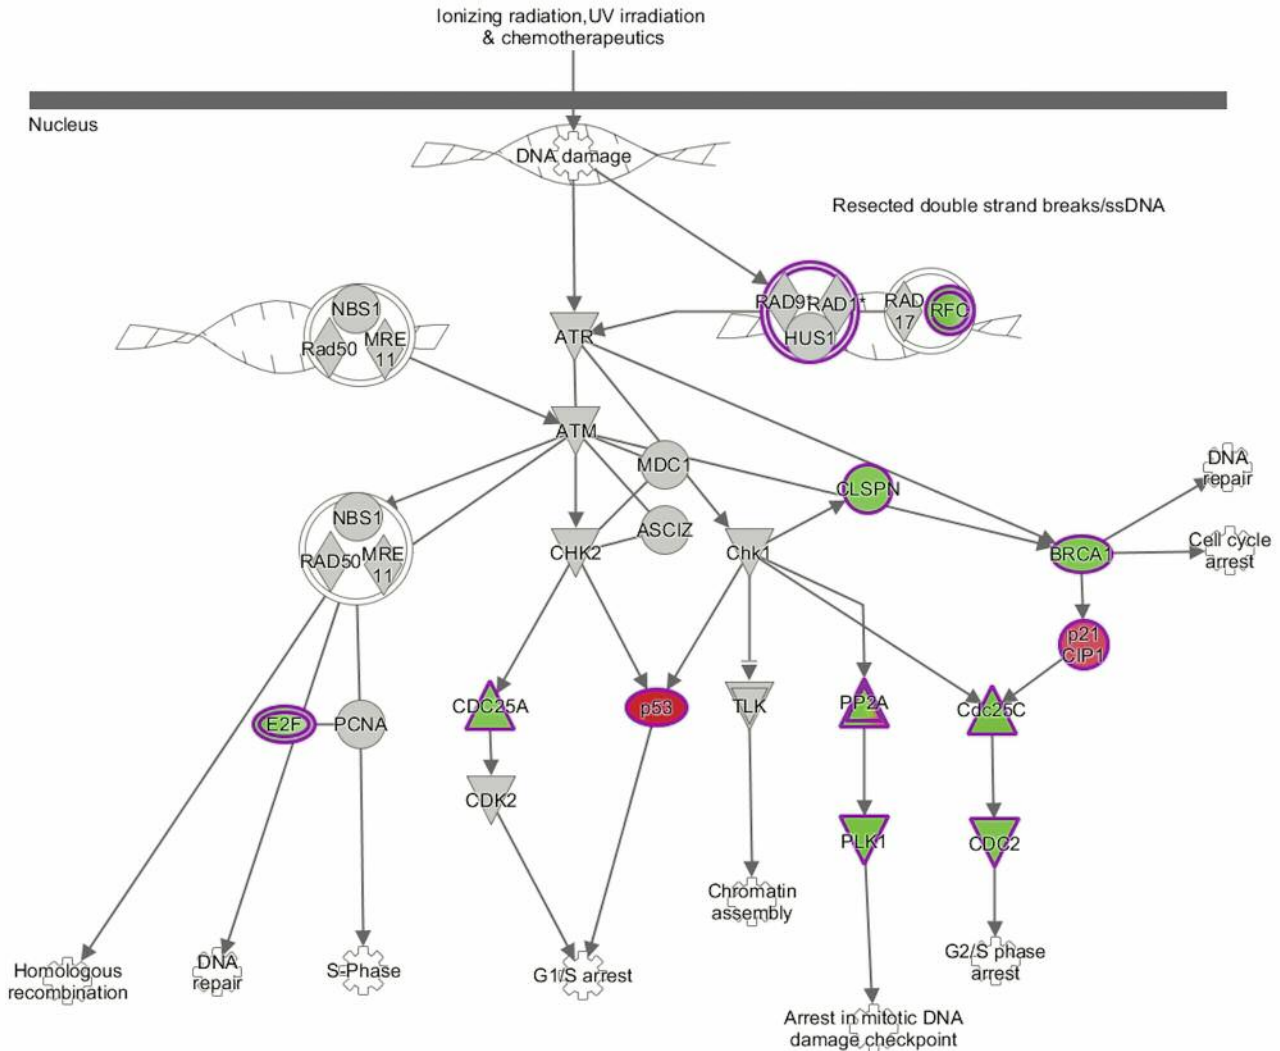 Ionizing radiation,UV irradiation
& chemotherapeutics
Nucleus
DNA damage
Resected double strand breaks/ssDNA
NBS1
Rad50
MRE
11
ATR
RAD9*
RAD1*
HUS1
RAD
17
RFC
ATM
MDC1
CLSPN
DNA
repair
NBS1
RAD50
MRE
11
CHK2
ASCIZ
Chk1
BRCA1
Cell cycle
arrest
p21
CIP1
E2F
PCNA
CDC25A
p53
TLK
PP2A
Cdc25C
CDK2
PLK1
CDC2
Chromatin
assembly
Homologous
recombination
DNA
repair
S-Phase
G1/S arrest
G2/S phase
arrest
Arrest in mitotic DNA
damage checkpoint